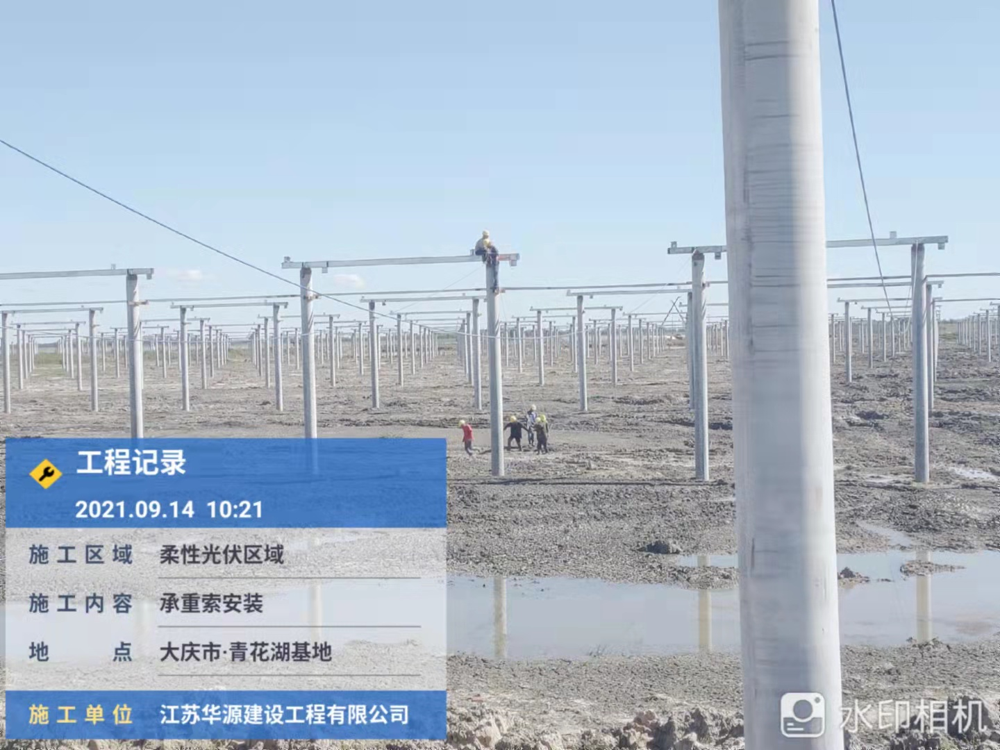 工程记录
2021.09.14 10:21
施工区域 柔性光伏区域
施工内容 承重索安装
地点 大庆市·青花湖基地
施工单位 江苏华源建设工程有限公司
水印相机